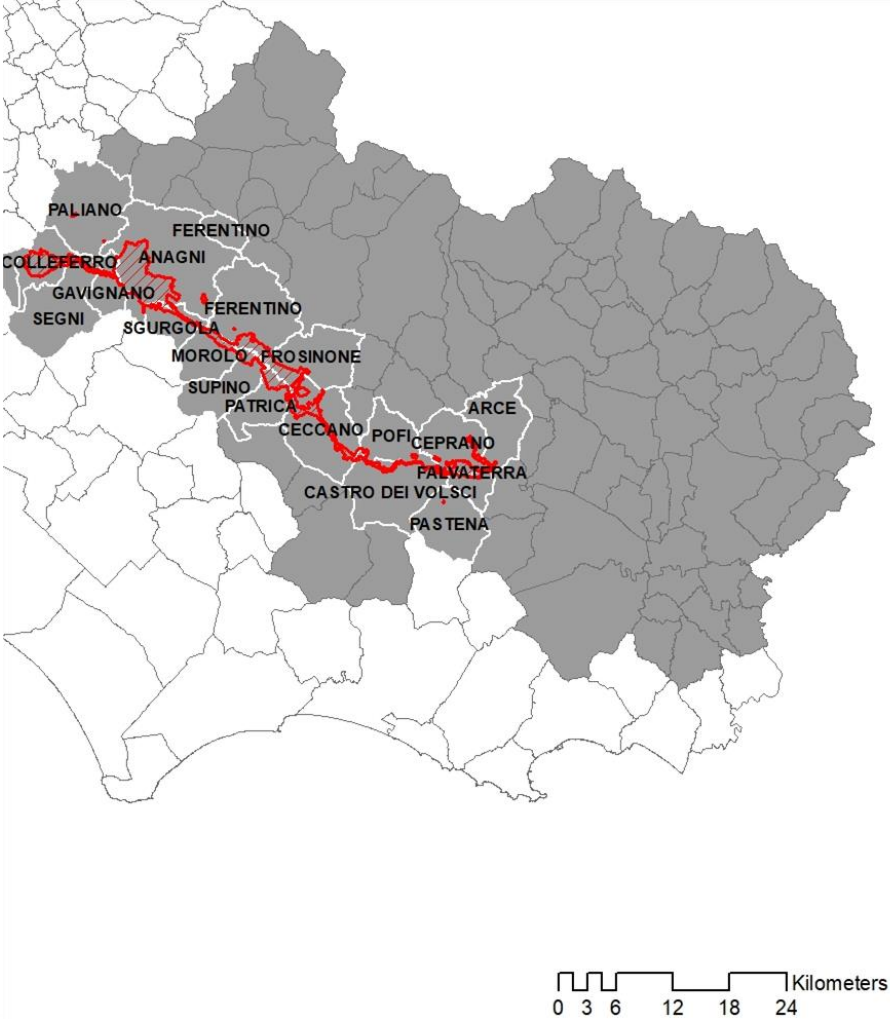 PALIANO
FERENTINO
ANAGNI
COLLEFERRO
GAVIGNANO
FERENTINO
SEGNI
SGURGOLA
MOROLO
FROSINONE
SUPINO
PATRICA
ARCE
CECCANO
POFI
CEPRANO
FALVATERRA
CASTRO DEI VOLSCI
PASTENA
Kilometers
0 3 6 12 18 24